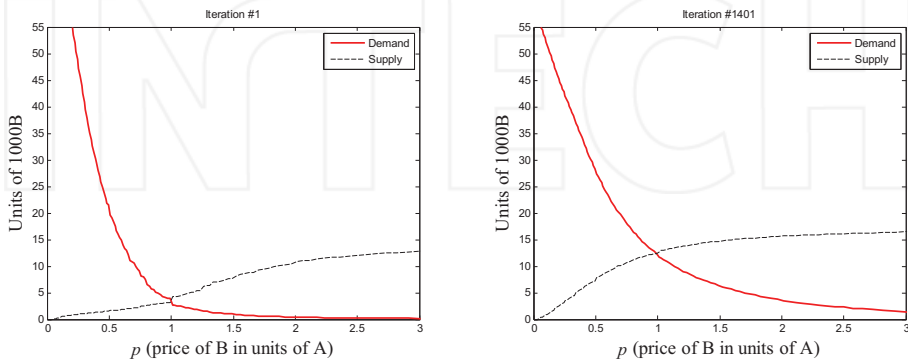 Iteration #1
55
50
45
40
35
30
25
20
15
10
5
0
Units of 1000B
Demand
Supply
0 0.5 1 1.5 2 2.5 3
p (price of B in units of A)
Iteration #1401
55
50
45
40
35
30
25
20
15
10
5
0
Units of 1000B
Demand
Supply
0 0.5 1 1.5 2 2.5 3
p (price of B in units of A)
INTECH